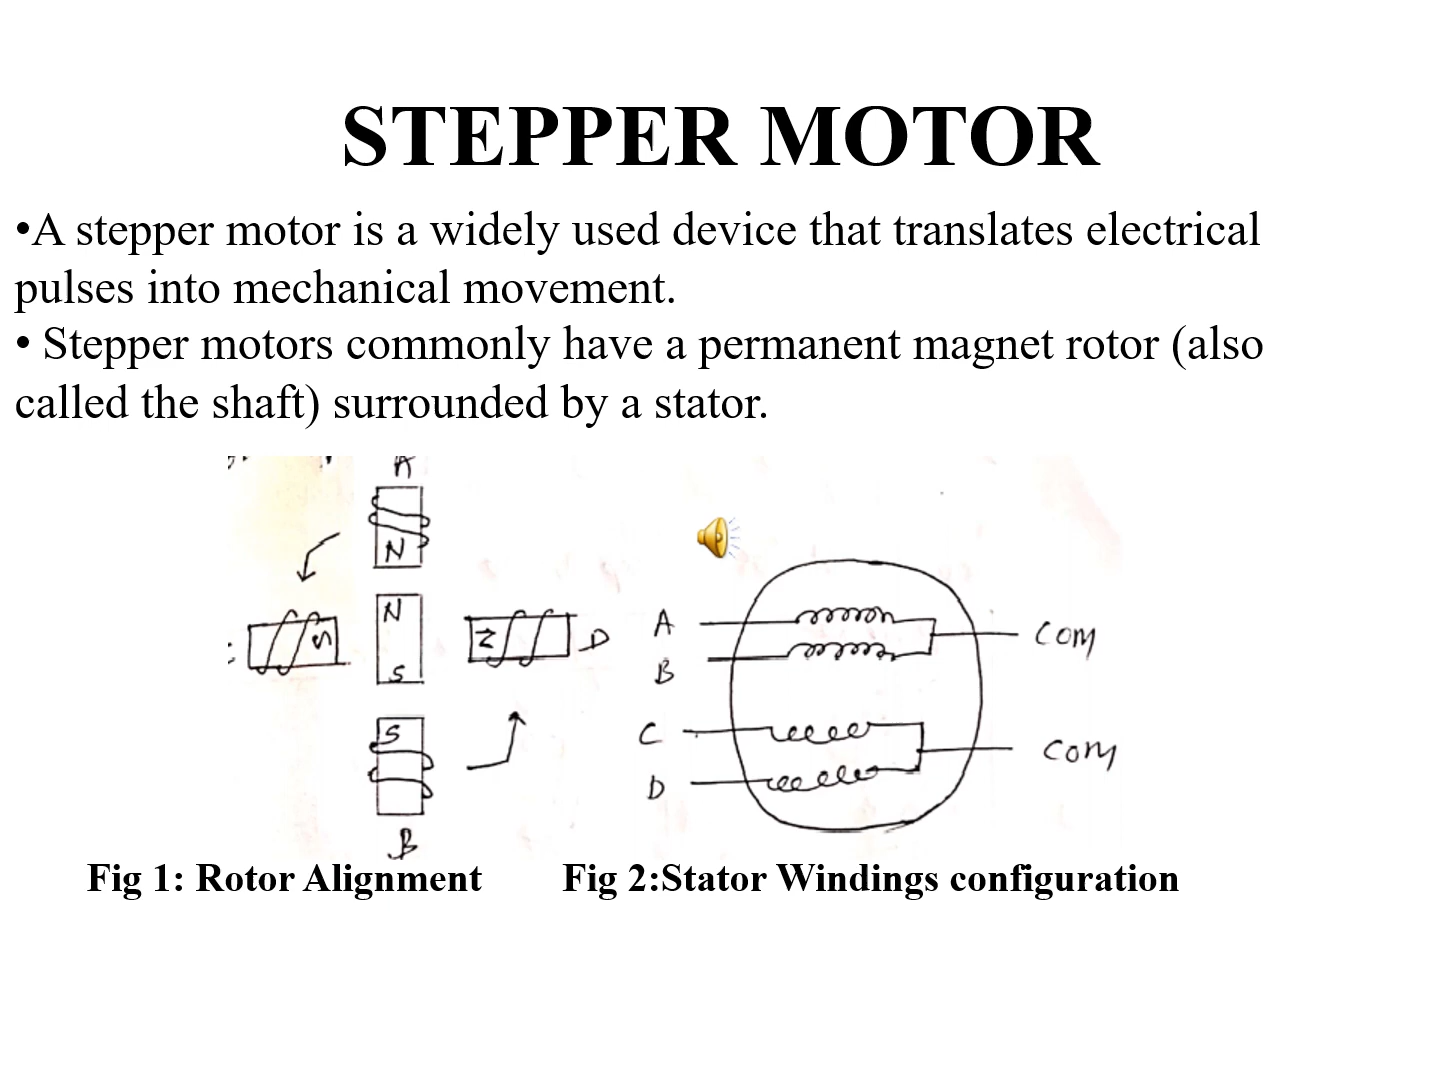 STEPPER MOTOR
•A stepper motor is a widely used device that translates electrical
pulses into mechanical movement.
• Stepper motors commonly have a permanent magnet rotor (also
called the shaft) surrounded by a stator.
A
N
N
S
S
N
D
S
B
A
B
C
D
COM
COM
Fig 1: Rotor Alignment
Fig 2:Stator Windings configuration